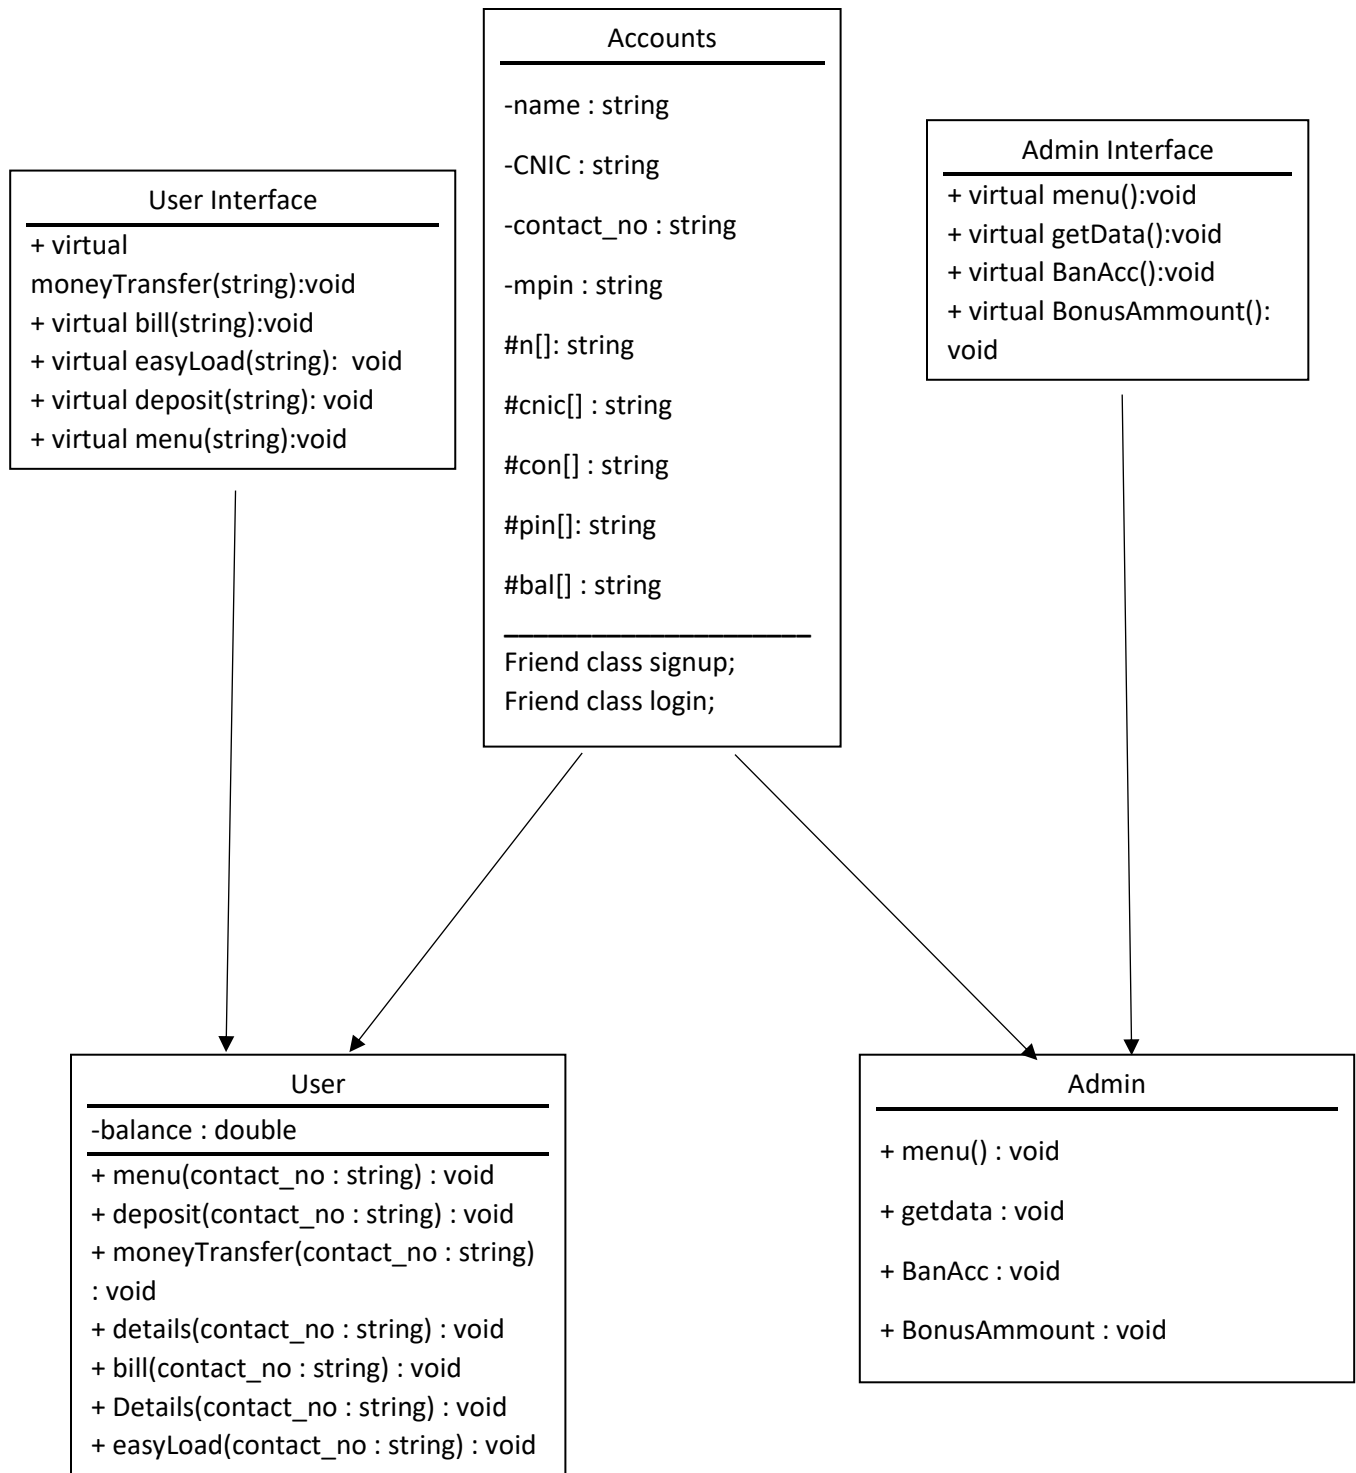 Accounts
-name : string
-CNIC : string
-contact_no : string
-mpin : string
#n[]: string
#cnic[] : string
#con[] : string
#pin[]: string
#bal[] : string
Friend class signup;
Friend class login;
User Interface
+ virtual
moneyTransfer(string):void
+ virtual bill(string):void
+ virtual easyLoad(string):  void
+ virtual deposit(string): void
+ virtual menu(string):void
Admin Interface
+ virtual menu():void
+ virtual getData():void
+ virtual BanAcc():void
+ virtual BonusAmmount():
void
User
-balance : double
+ menu(contact_no : string) : void
+ deposit(contact_no : string) : void
+ moneyTransfer(contact_no : string)
: void
+ details(contact_no : string) : void
+ bill(contact_no : string) : void
+ Details(contact_no : string) : void
+ easyLoad(contact_no : string) : void
Admin
+ menu() : void
+ getdata : void
+ BanAcc : void
+ BonusAmmount : void